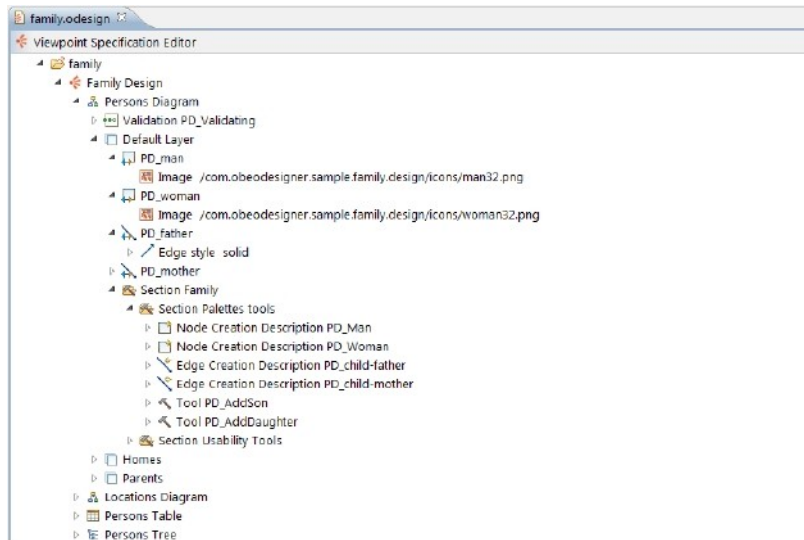 family.odesign
Viewpoint Specification Editor
family
Family Design
Persons Diagram
Validation PD_Validating
Default Layer
PD_man
Image /com.obeodesigner.sample.family.design/icons/man32.png
PD_woman
Image /com.obeodesigner.sample.family.design/icons/woman32.png
PD_father
Edge style solid
PD_mother
Section Family
Section Palettes tools
Node Creation Description PD_Man
Node Creation Description PD_Woman
Edge Creation Description PD_child-father
Edge Creation Description PD_child-mother
Tool PD_AddSon
Tool PD_AddDaughter
Section Usability Tools
Homes
Parents
Locations Diagram
Persons Table
Persons Tree